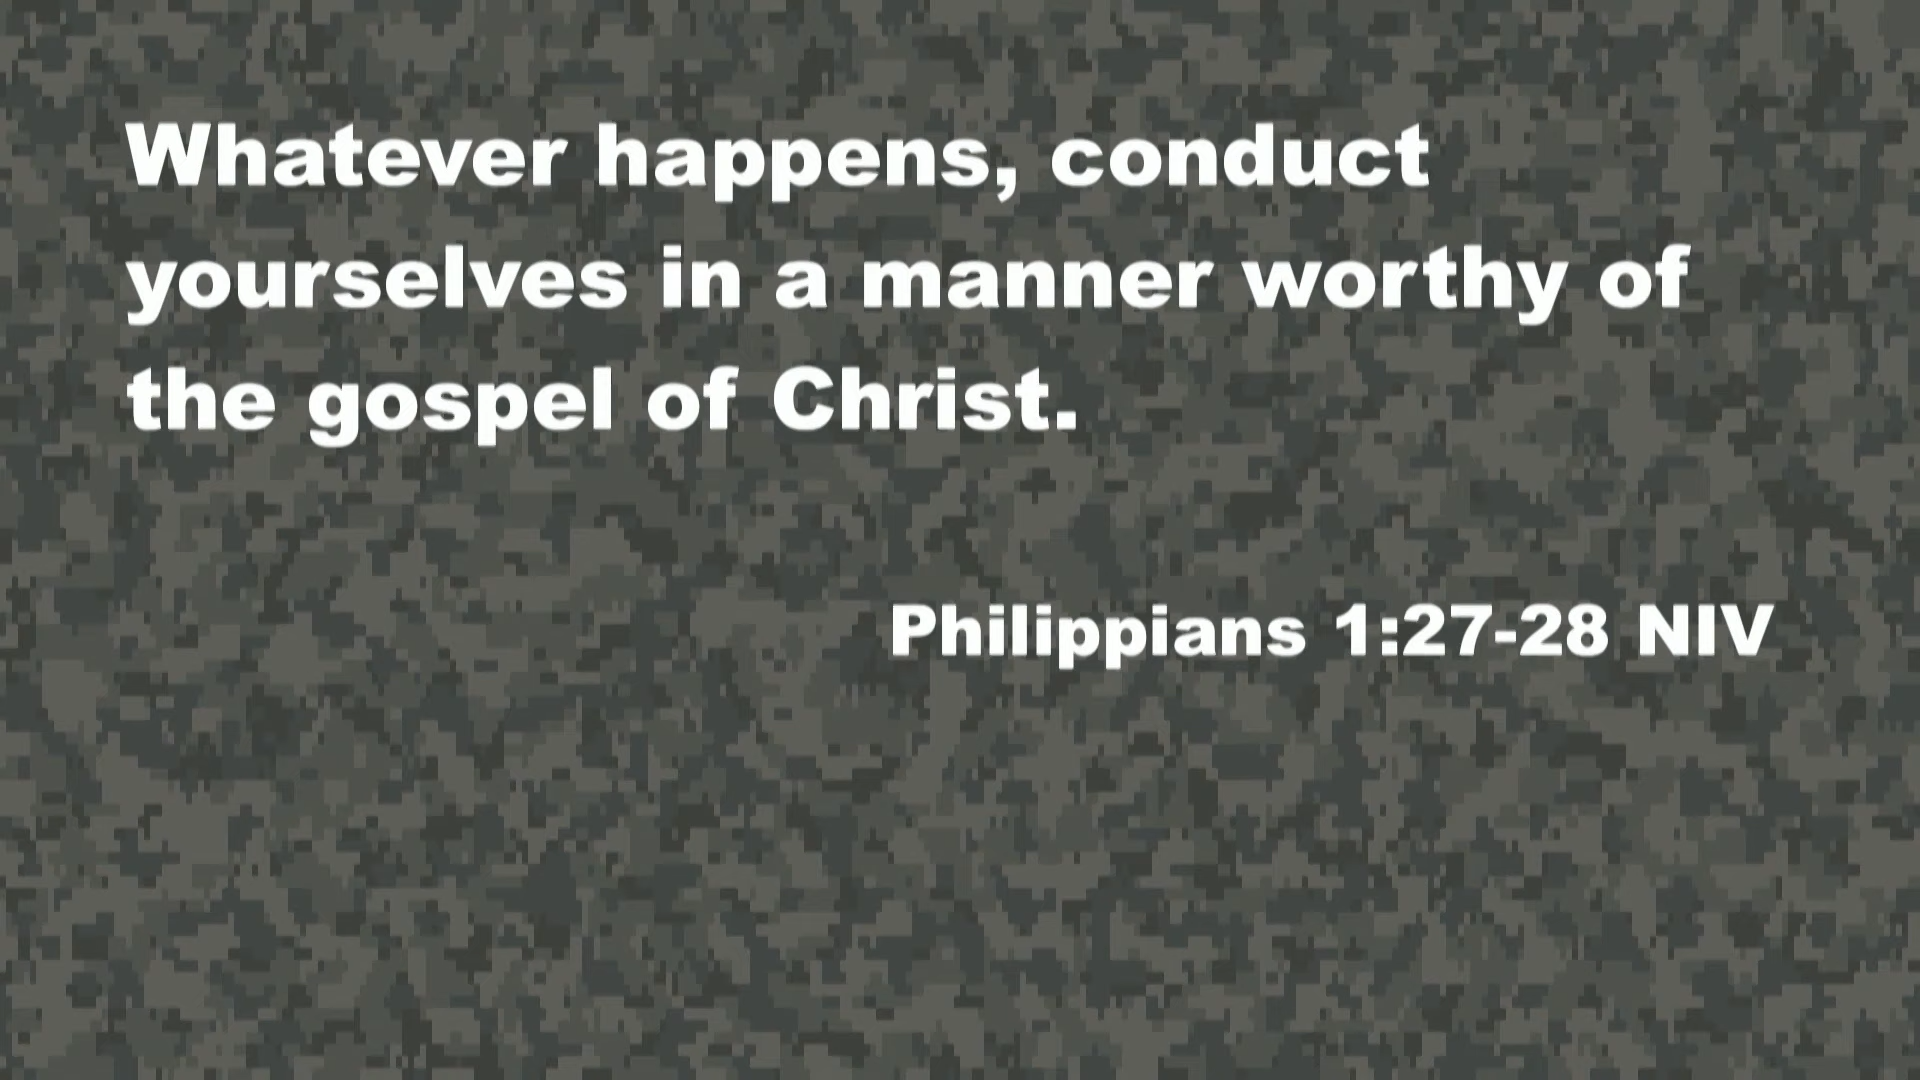 Whatever happens, conduct
yourselves in a manner worthy of
the gospel of Christ.
Philippians 1:27-28 NIV